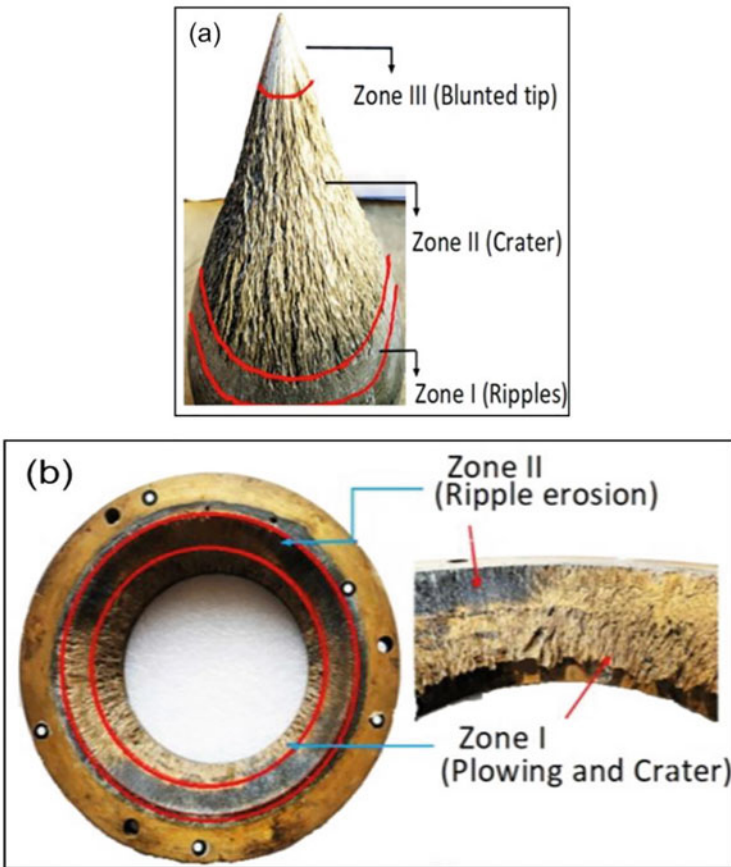 (a)
Zone III (Blunted tip)
Zone II (Crater)
Zone I (Ripples)
(b)
Zone II
(Ripple erosion)
Zone I
(Plowing and Crater)